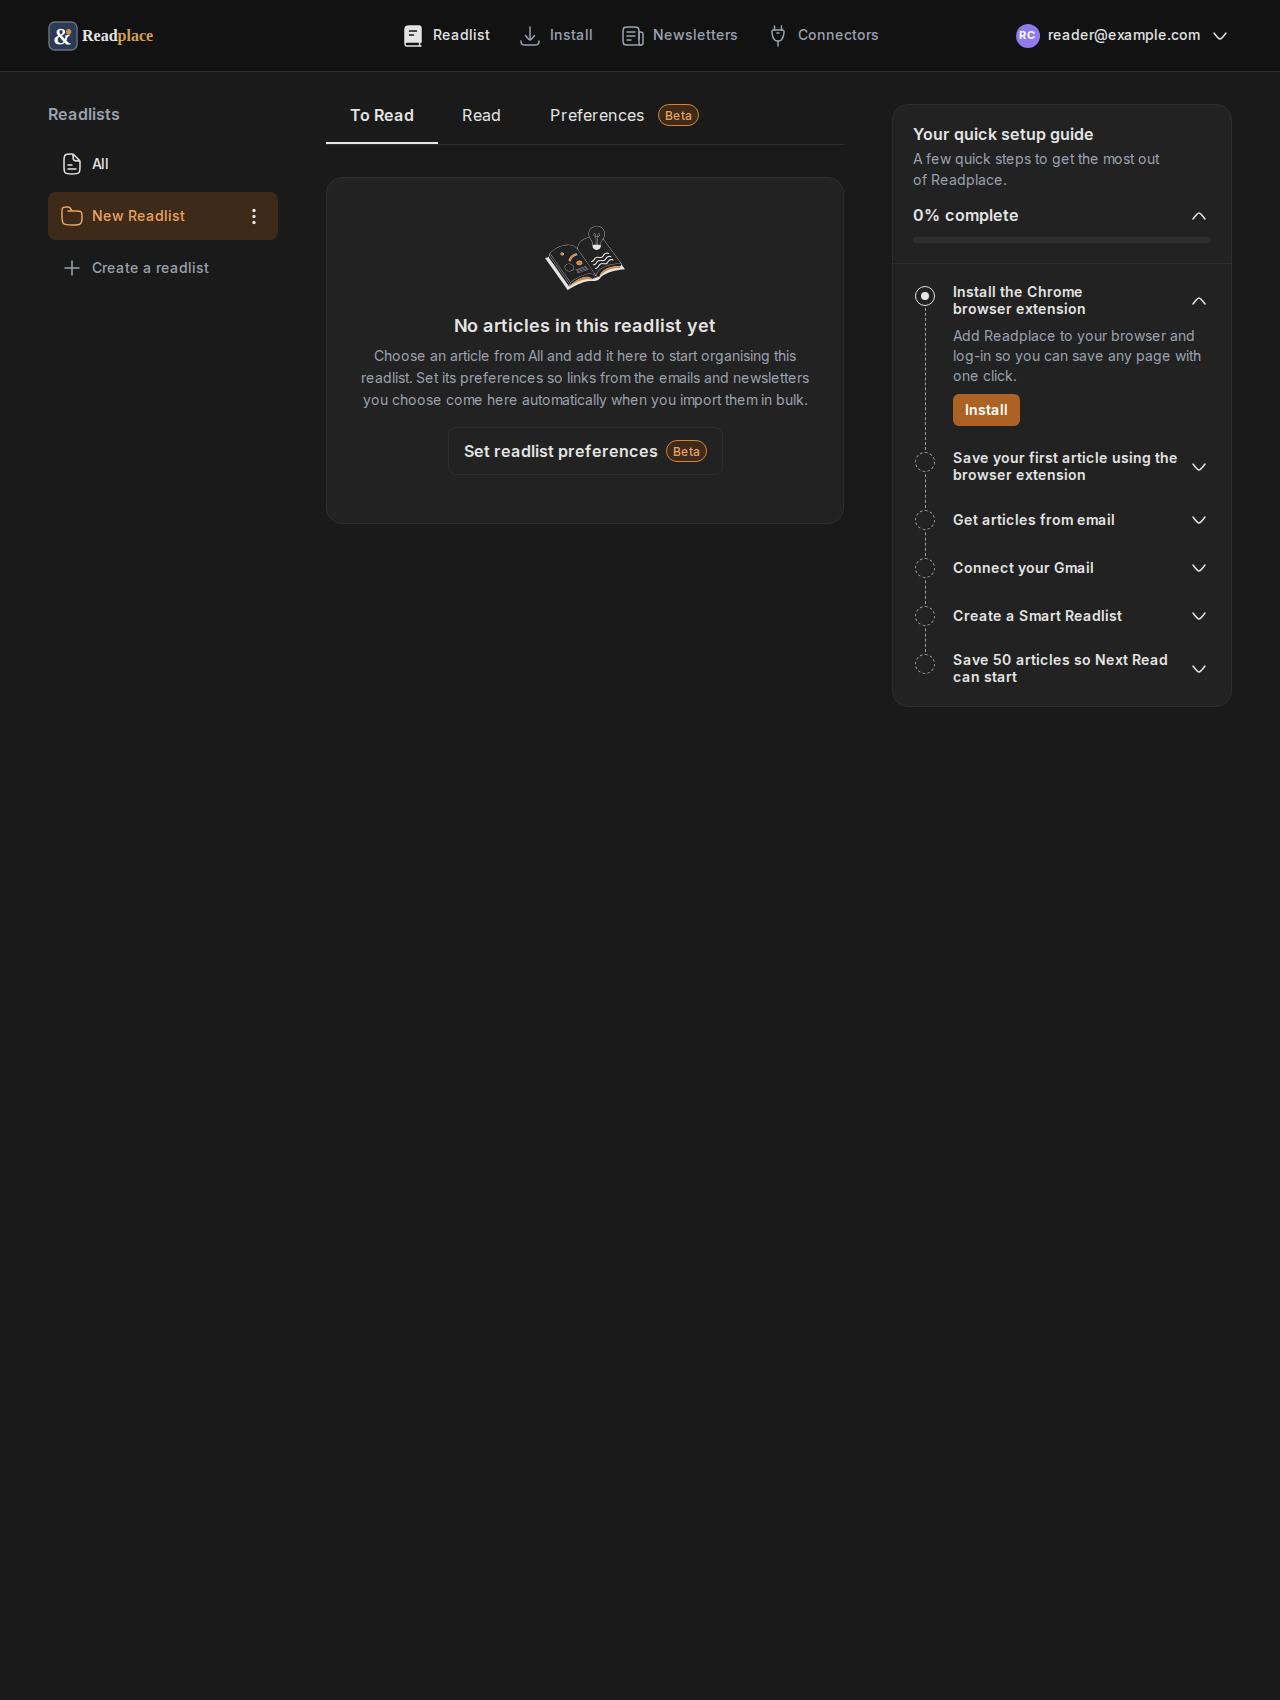 & Readplace
Readlist
Install
Newsletters
Connectors
RC
reader@example.com
Readlists
All
New Readlist
Create a readlist
To Read
Read
Preferences
Beta
No articles in this readlist yet
Choose an article from All and add it here to start organising this
readlist. Set its preferences so links from the emails and newsletters
you choose come here automatically when you import them in bulk.
Set readlist preferences
Beta
Your quick setup guide
A few quick steps to get the most out
of Readplace.
0% complete
Install the Chrome
browser extension
Add Readplace to your browser and
log-in so you can save any page with
one click.
Install
Save your first article using the
browser extension
Get articles from email
Connect your Gmail
Create a Smart Readlist
Save 50 articles so Next Read
can start